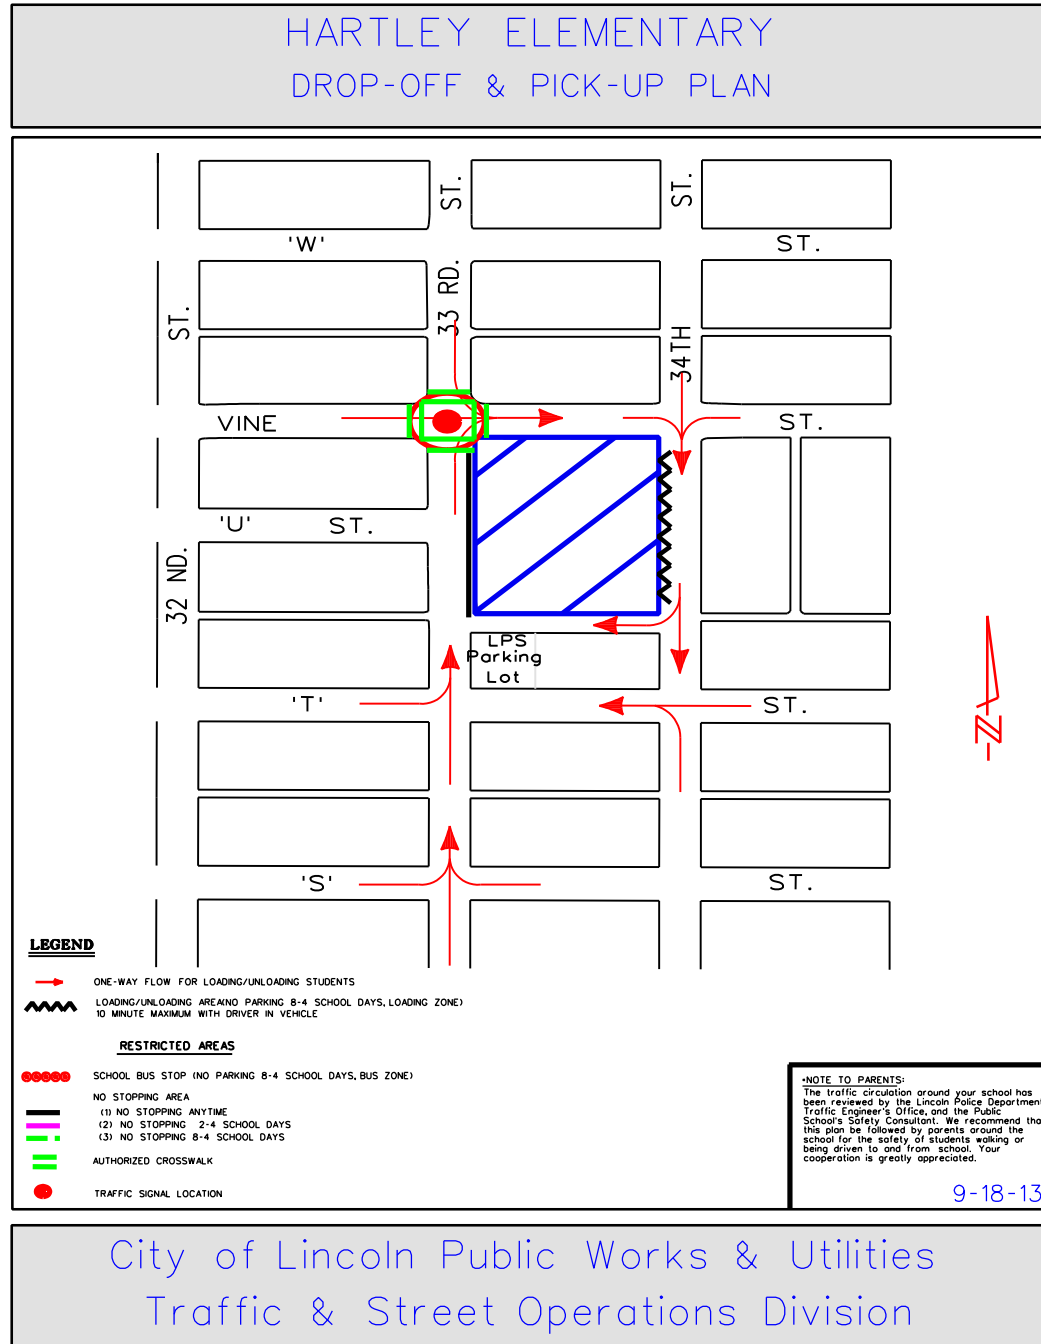 HARTLEY ELEMENTARY
DROP-OFF & PICK-UP PLAN
ST.
ST.
'W'
ST.
33 RD.
ST.
34TH
VINE
ST.
'U' ST.
32 ND.
LPS
Parking
Lot
'T'
ST.
N
'S'
ST.
LEGEND
ONE-WAY FLOW FOR LOADING/UNLOADING STUDENTS
LOADING/UNLOADING AREA(NO PARKING 8-4 SCHOOL DAYS, LOADING ZONE)
10 MINUTE MAXIMUM WITH DRIVER IN VEHICLE
RESTRICTED AREAS
SCHOOL BUS STOP (NO PARKING 8-4 SCHOOL DAYS, BUS ZONE)
NO STOPPING AREA
(1) NO STOPPING ANYTIME
(2) NO STOPPING 2-4 SCHOOL DAYS
(3) NO STOPPING 8-4 SCHOOL DAYS
AUTHORIZED CROSSWALK
TRAFFIC SIGNAL LOCATION
•NOTE TO PARENTS:
The traffic circulation around your school has
been reviewed by the Lincoln Police Department
Traffic Engineer's Office, and the Public
School's Safety Consultant. We recommend tha
this plan be followed by parents around the
school for the safety of students walking or
being driven to and from school. Your
cooperation is greatly appreciated.
9-18-13
City of Lincoln Public Works & Utilities
Traffic & Street Operations Division